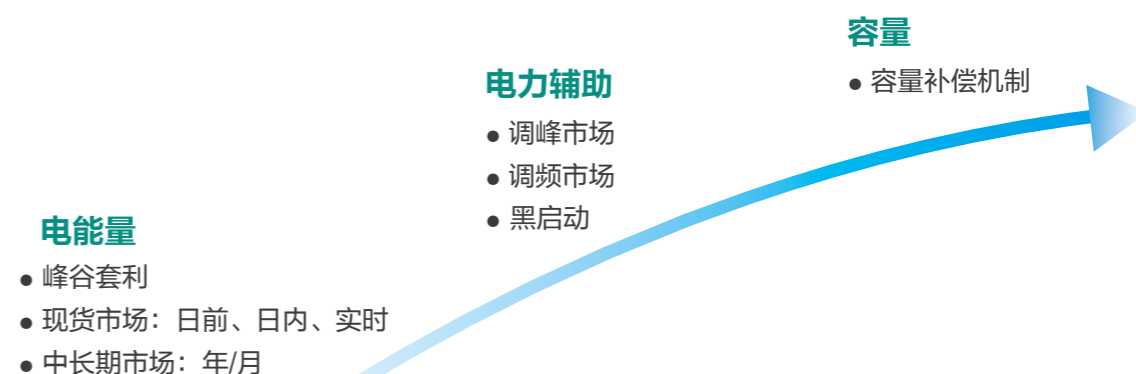 容量
● 容量补偿机制
电力辅助
● 调峰市场
● 调频市场
● 黑启动
电能量
● 峰谷套利
● 现货市场：日前、日内、实时
● 中长期市场：年/月